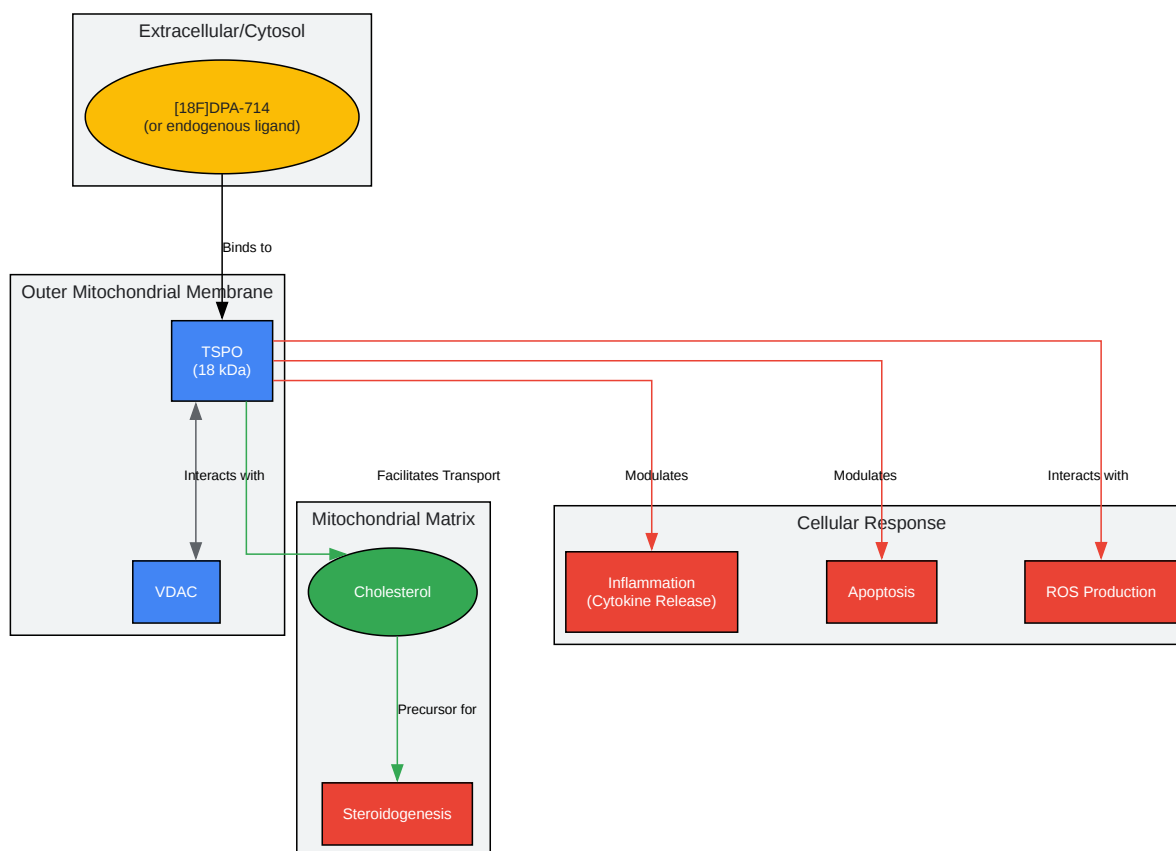 Extracellular/Cytosol
[18F]DPA-714
(or endogenous ligand)
Binds to
Outer Mitochondrial Membrane
TSPO
(18 kDa)
Interacts with
Facilitates Transport
Modulates
Modulates
Interacts with
Mitochondrial Matrix
Cellular Response
VDAC
Cholesterol
Inflammation
(Cytokine Release)
Apoptosis
ROS Production
Precursor for
Steroidogenesis